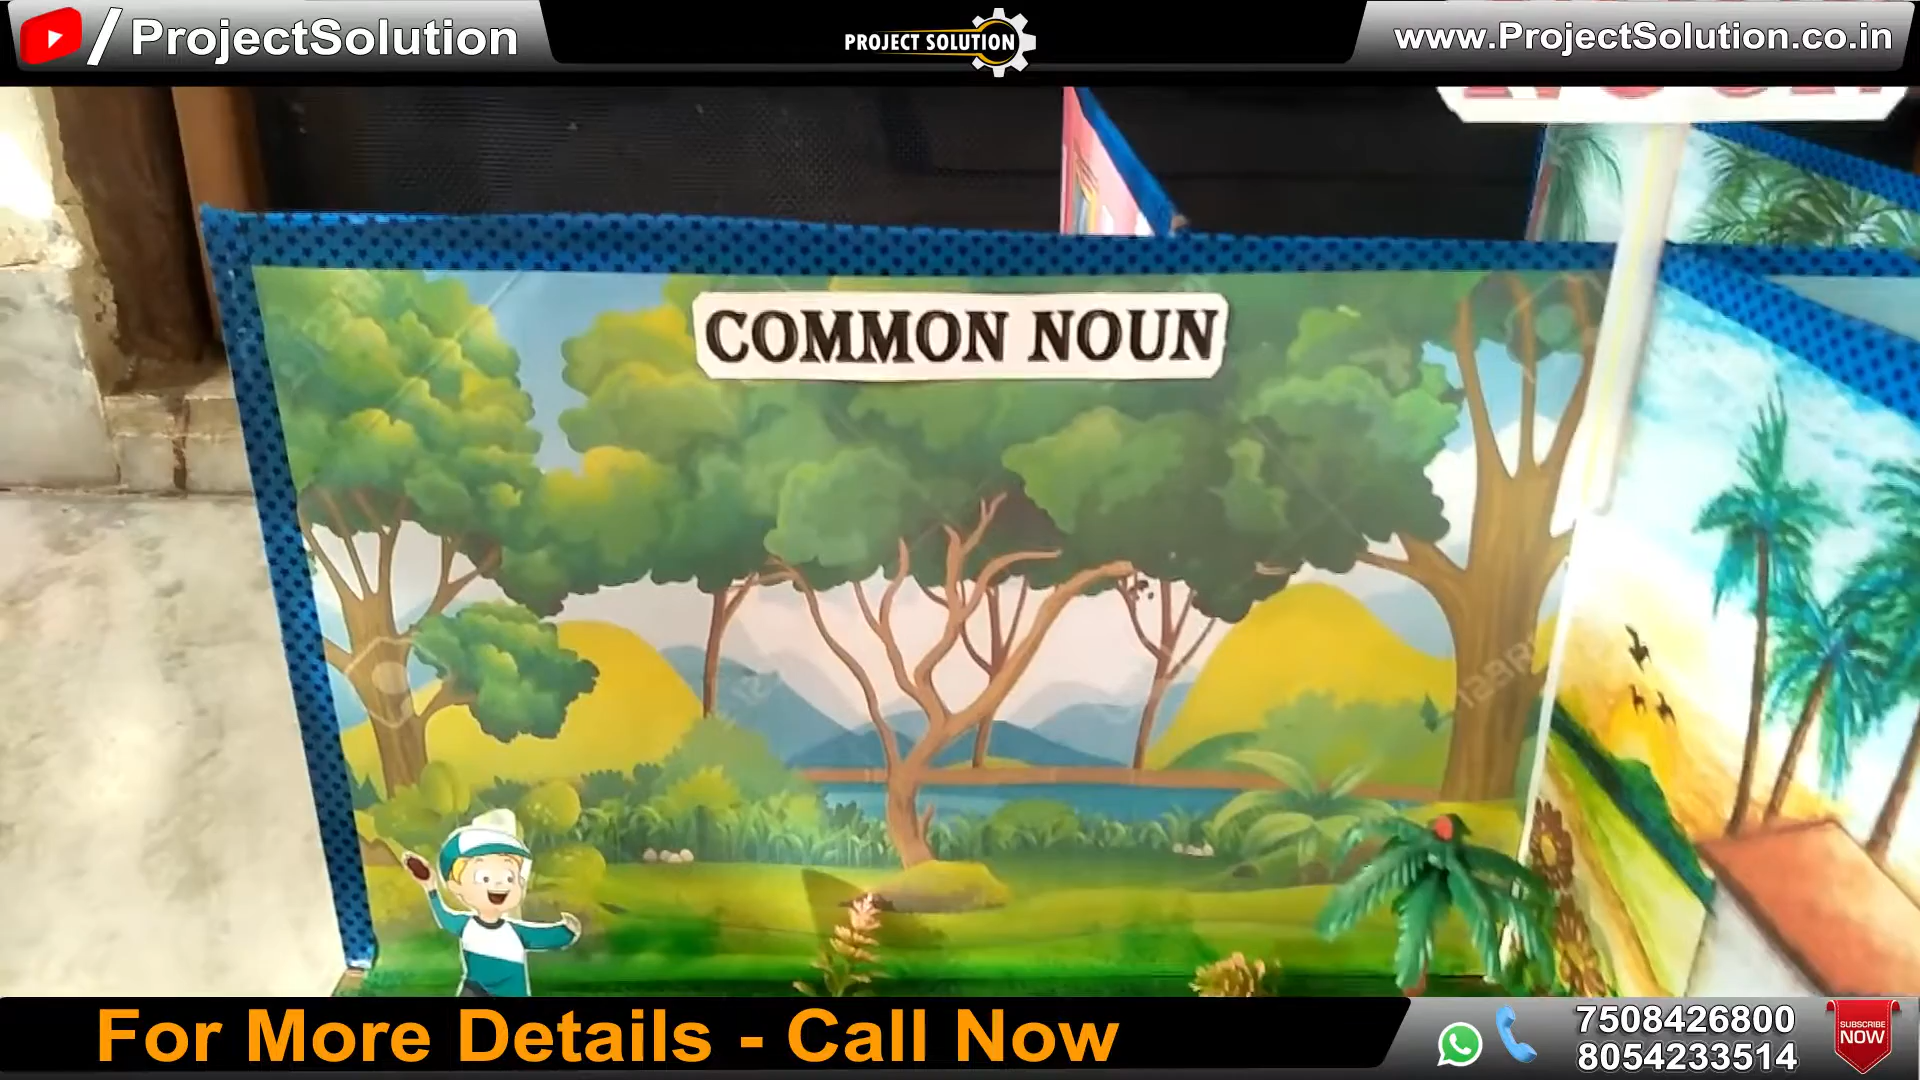 /ProjectSolution
PROJECT SOLUTION
www.ProjectSolution.co.in
COMMON NOUN
For More Details - Call Now
7508426800
8054233514
SUBSCRIBE
NOW